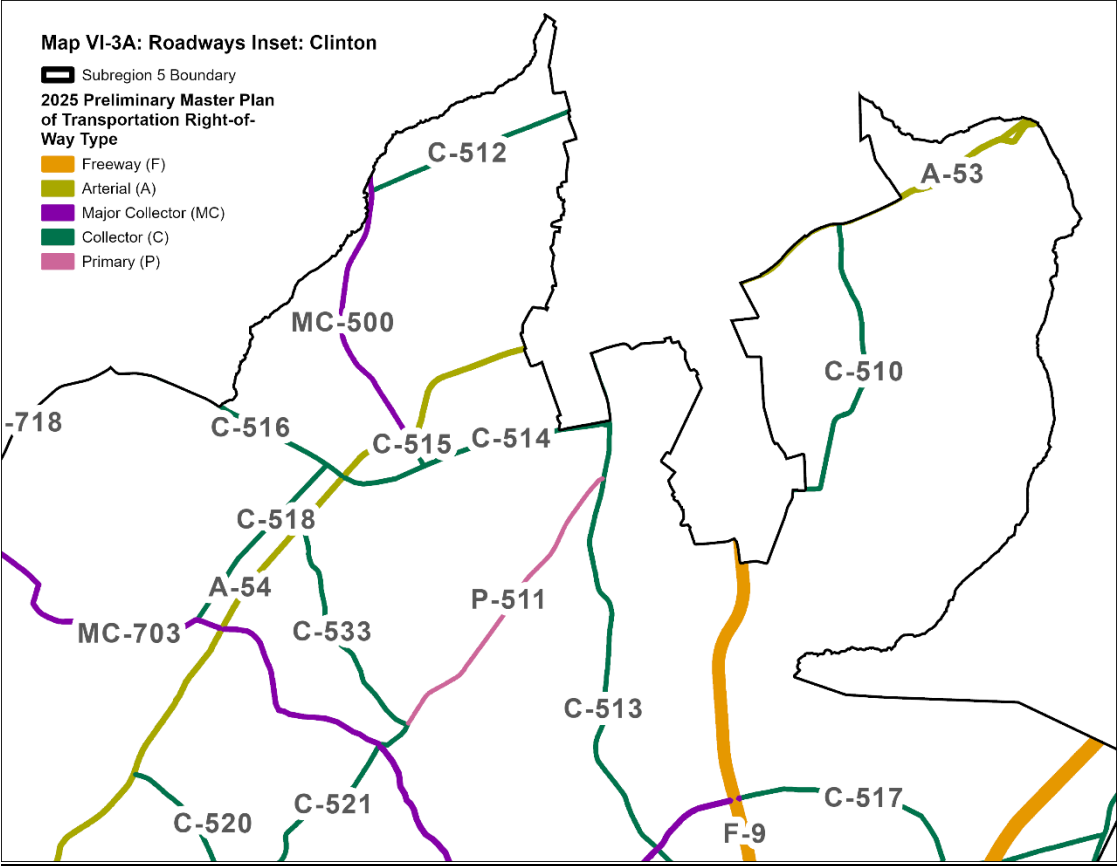 Map VI-3A: Roadways Inset: Clinton
Subregion 5 Boundary
2025 Preliminary Master Plan
of Transportation Right-of-
Way Type
Freeway (F)
Arterial (A)
Major Collector (MC)
Collector (C)
Primary (P)
C-512
A-53
MC-500
C-510
-718
C-516
C-515
C-514
C-518
A-54
P-511
MC-703
C-533
C-513
C-521
C-517
C-520
F-9